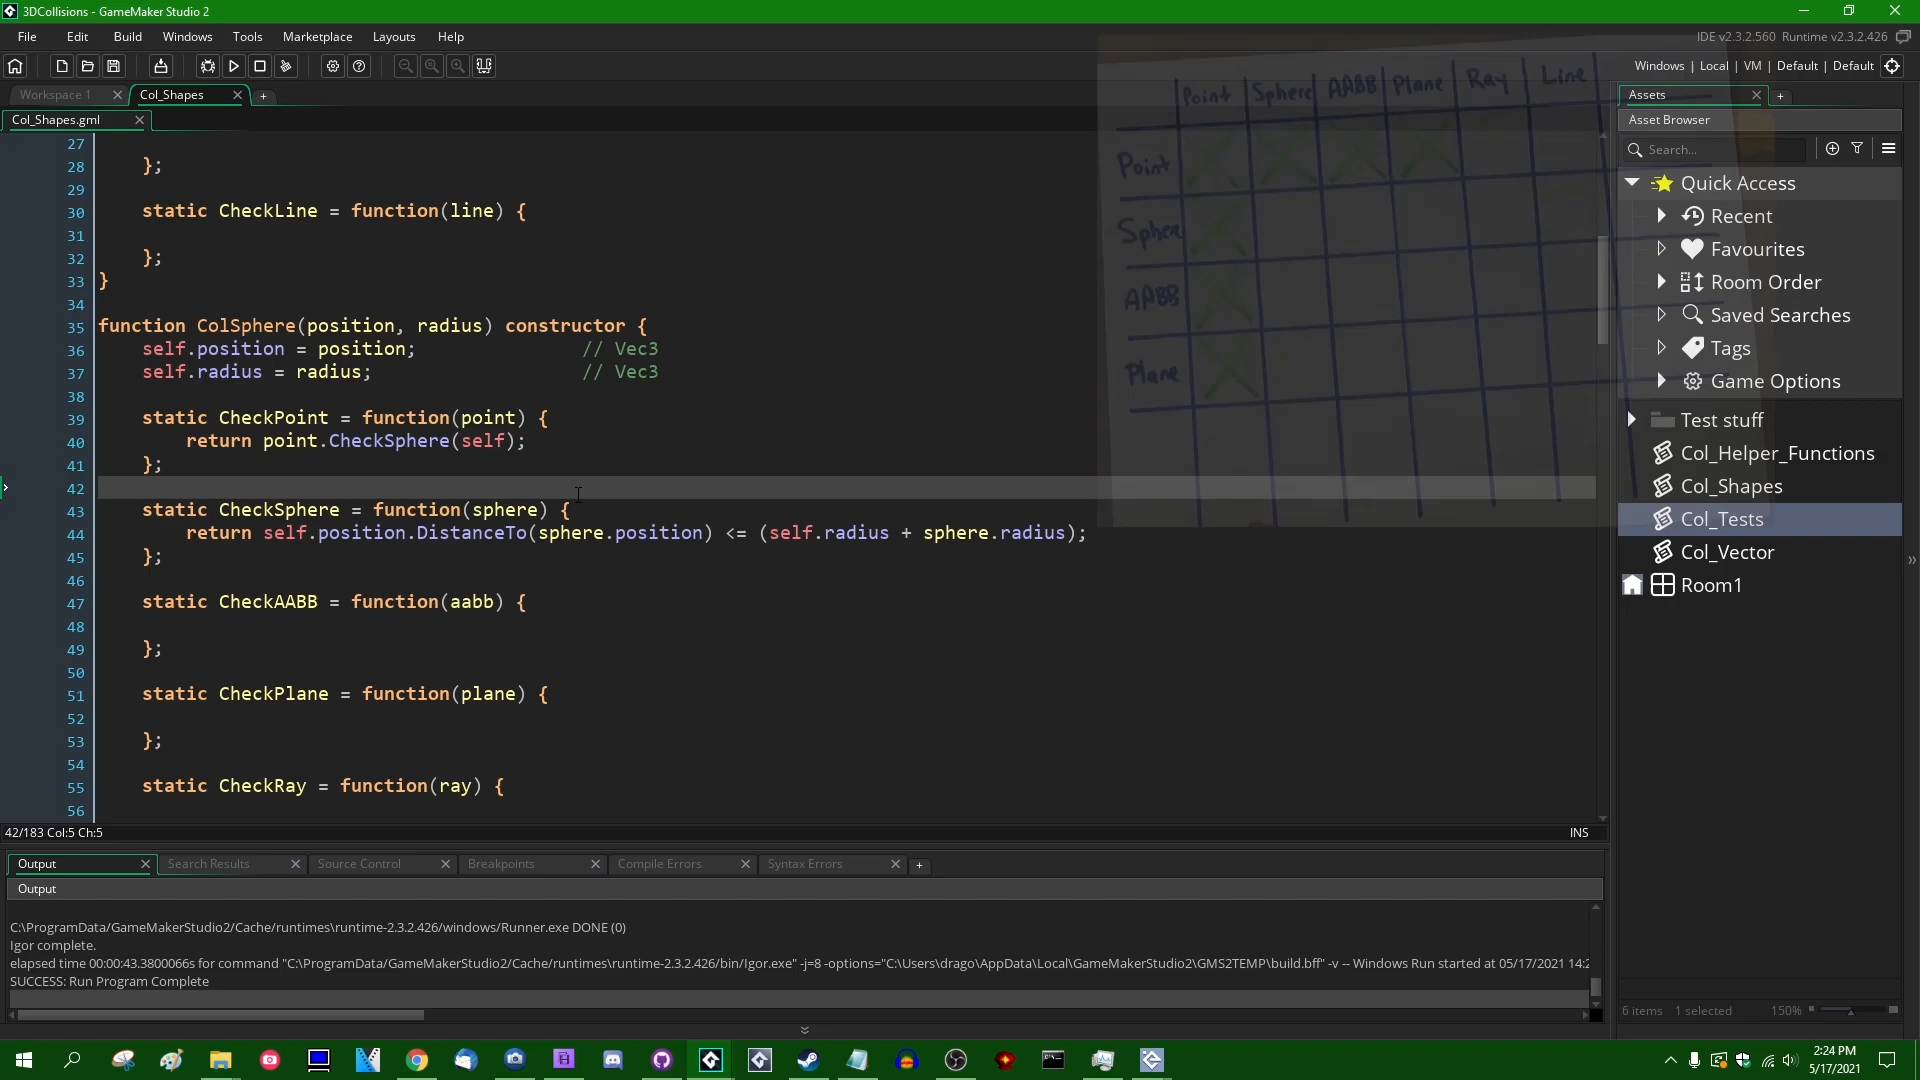 3DCollisions - GameMaker Studio 2
File Edit Build Windows Tools Marketplace Layouts Help
IDE v2.3.2.560 Runtime v2.3.2.426
Windows | Local | VM | Default | Default
Workspace 1 Col_Shapes
Col_Shapes.gml
27
28 };
29
30 static CheckLine = function(line) {
31
32 };
33 }
34
35 function ColSphere(position, radius) constructor {
36 self.position = position; // Vec3
37 self.radius = radius; // Vec3
38
39 static CheckPoint = function(point) {
40 return point.CheckSphere(self);
41 };
42
43 static CheckSphere = function(sphere) {
44 return self.position.DistanceTo(sphere.position) <= (self.radius + sphere.radius);
45 };
46
47 static CheckAABB = function(aabb) {
48
49 };
50
51 static CheckPlane = function(plane) {
52
53 };
54
55 static CheckRay = function(ray) {
56
Point Sphere AABB Plane Ray Line
Point
Sphere
AABB
Plane
Assets
Asset Browser
Search...
Quick Access
Recent
Favourites
Room Order
Saved Searches
Tags
Game Options
Test stuff
Col_Helper_Functions
Col_Shapes
Col_Tests
Col_Vector
Room1
6 items 1 selected 150%
42/183 Col:5 Ch:5 INS
Output Search Results Source Control Breakpoints Compile Errors Syntax Errors
Output
C:\ProgramData/GameMakerStudio2/Cache/runtimes\runtime-2.3.2.426/windows/Runner.exe DONE (0)
Igor complete.
elapsed time 00:00:43.3800066s for command "C:\ProgramData/GameMakerStudio2/Cache/runtimes\runtime-2.3.2.426/bin/Igor.exe" -j=8 -options="C:\Users\drago\AppData\Local\GameMakerStudio2\GMS2TEMP\build.bff" -v -- Windows Run started at 05/17/2021 14:2
SUCCESS: Run Program Complete
2:24 PM
5/17/2021